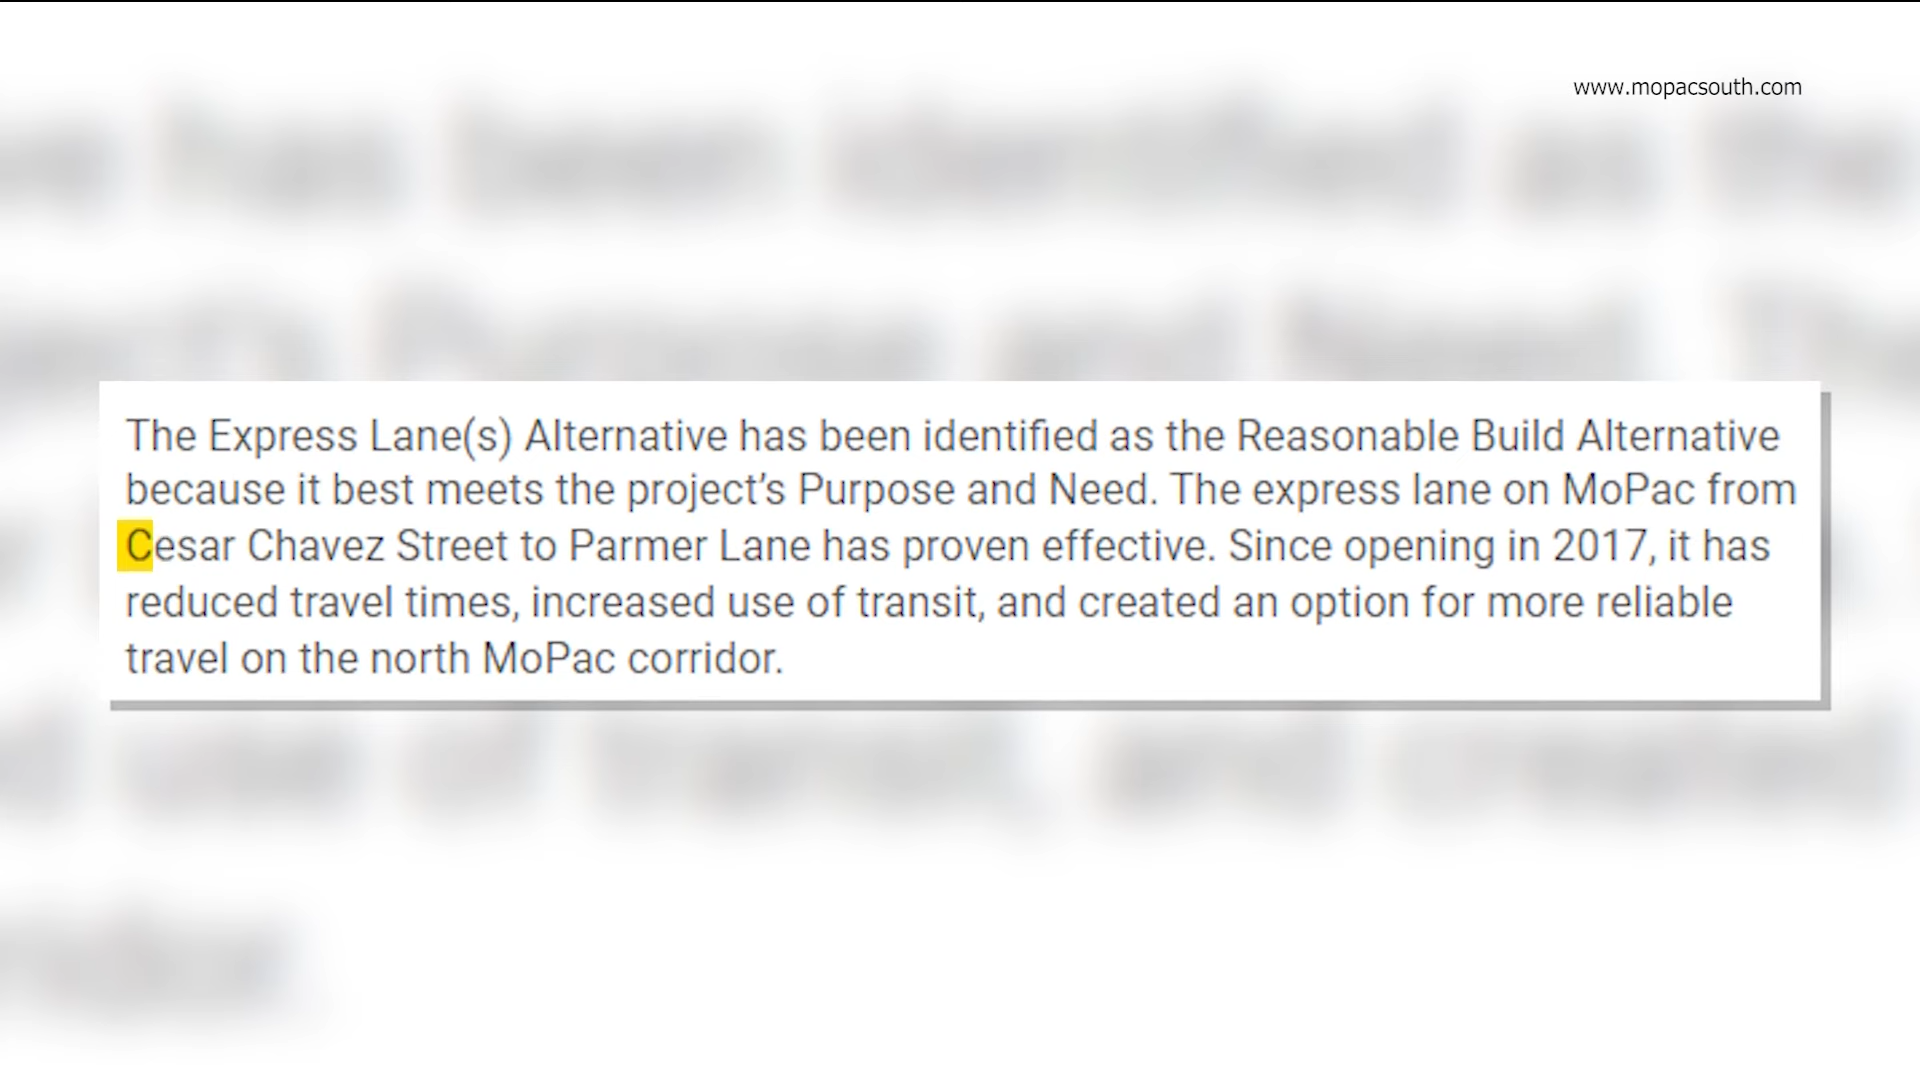 www.mopacsouth.com
The Express Lane(s) Alternative has been identified as the Reasonable Build Alternative
because it best meets the project’s Purpose and Need. The express lane on MoPac from
Cesar Chavez Street to Parmer Lane has proven effective. Since opening in 2017, it has
reduced travel times, increased use of transit, and created an option for more reliable
travel on the north MoPac corridor.